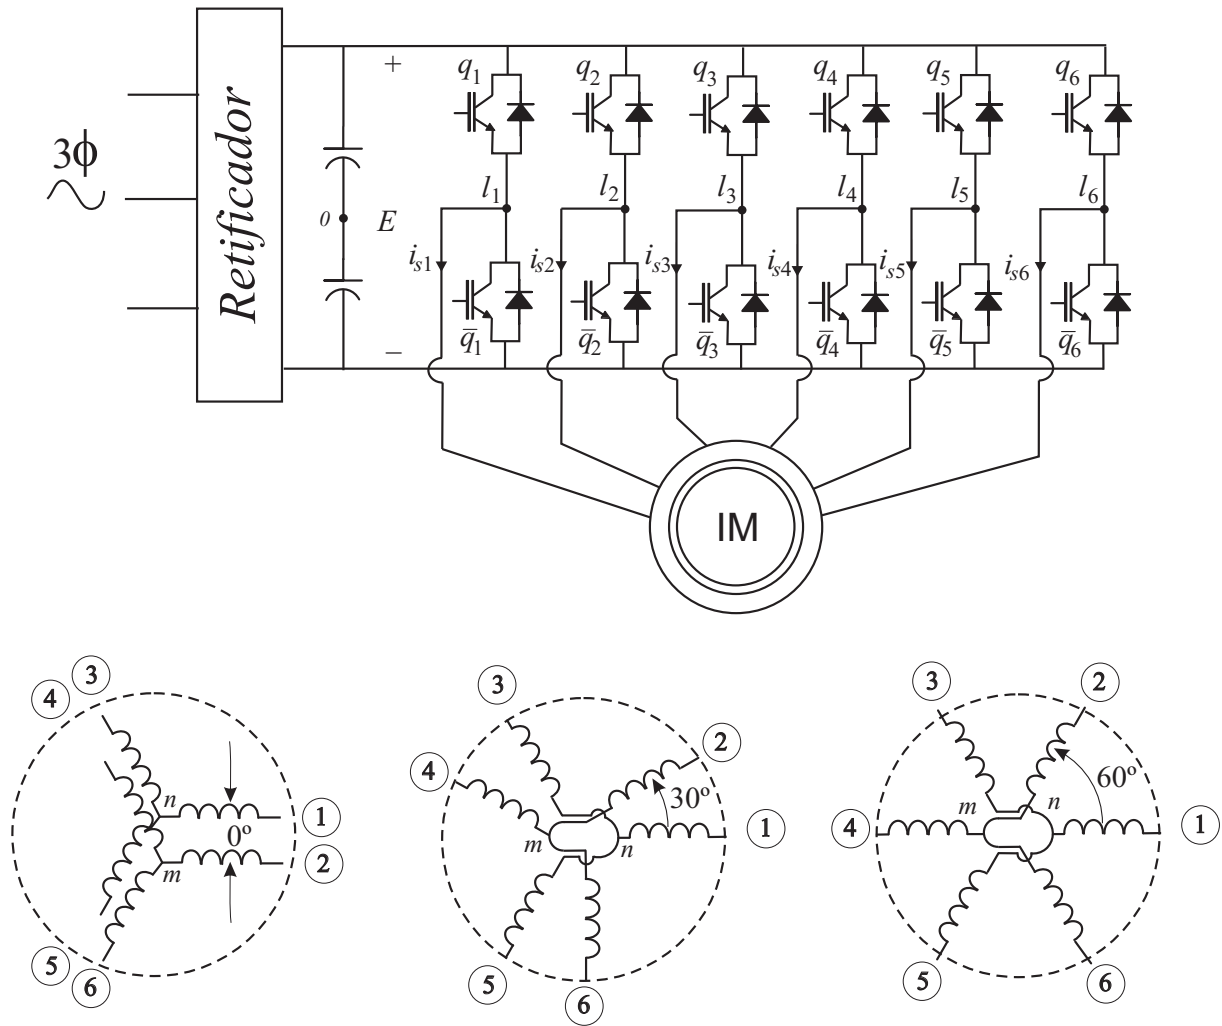 3ϕ
Retificador
+
0
E
−
q1 q2 q3 q4 q5 q6
l1 l2 l3 l4 l5 l6
is1 is2 is3 is4 is5 is6
q̅1 q̅2 q̅3 q̅4 q̅5 q̅6
IM
3
4
n
1
0º
m
2
5
6
3
2
4
30º
1
m
n
5
6
3
2
60º
m
n
4
1
5
6